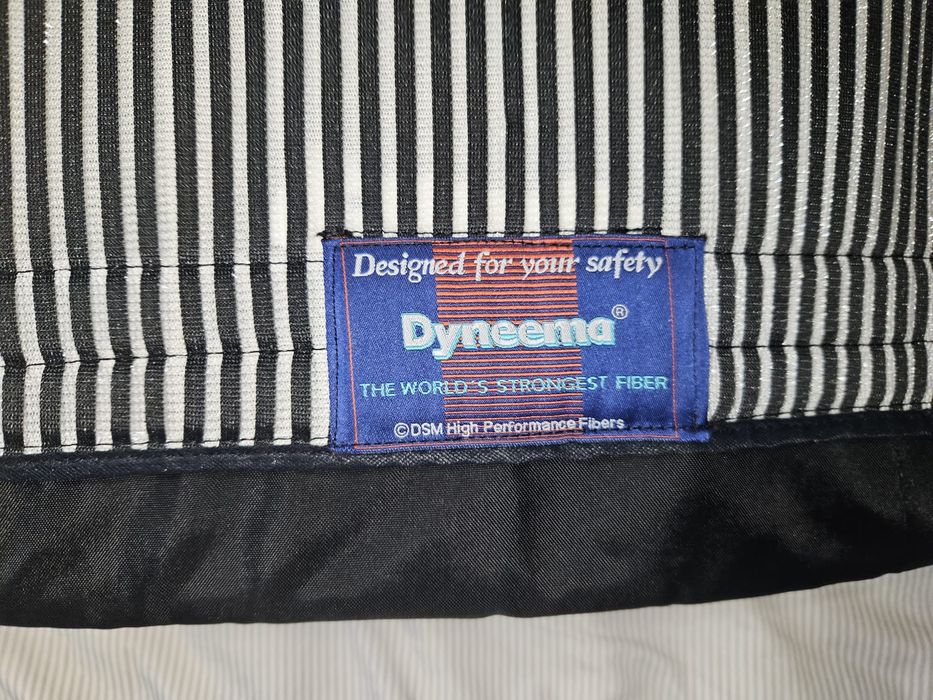 Designed for your safety
Dyneema®
THE WORLD'S STRONGEST FIBER
©DSM High Performance Fibers